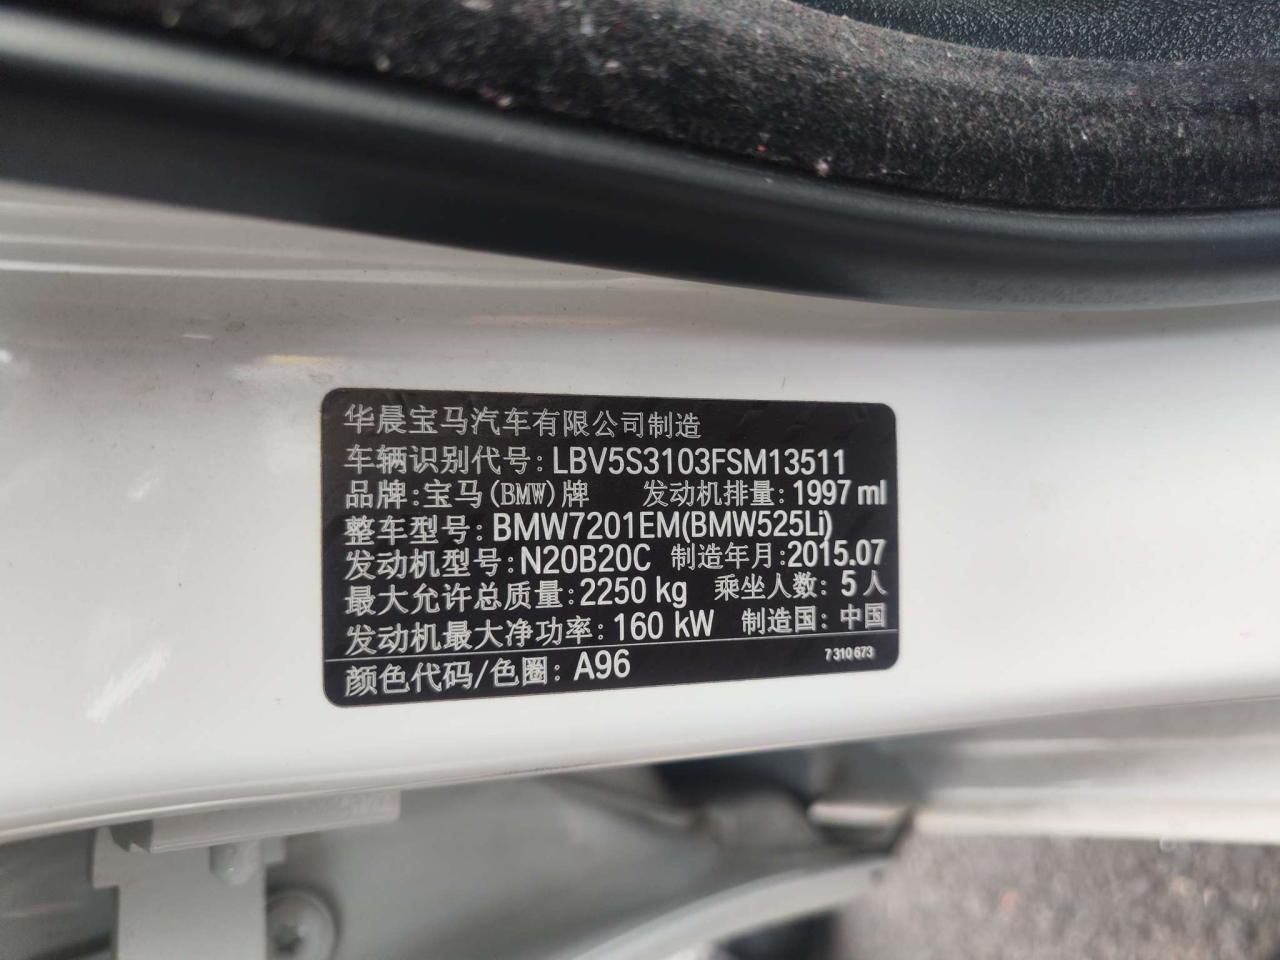 华晨宝马汽车有限公司制造
车辆识别代号: LBV5S3103FSM13511
品牌: 宝马(BMW)牌 发动机排量: 1997 ml
整车型号: BMW7201EM(BMW525Li)
发动机型号: N20B20C 制造年月: 2015.07
最大允许总质量: 2250 kg 乘坐人数: 5人
发动机最大净功率: 160 kW 制造国: 中国
颜色代码/色圈: A96 7 310 673